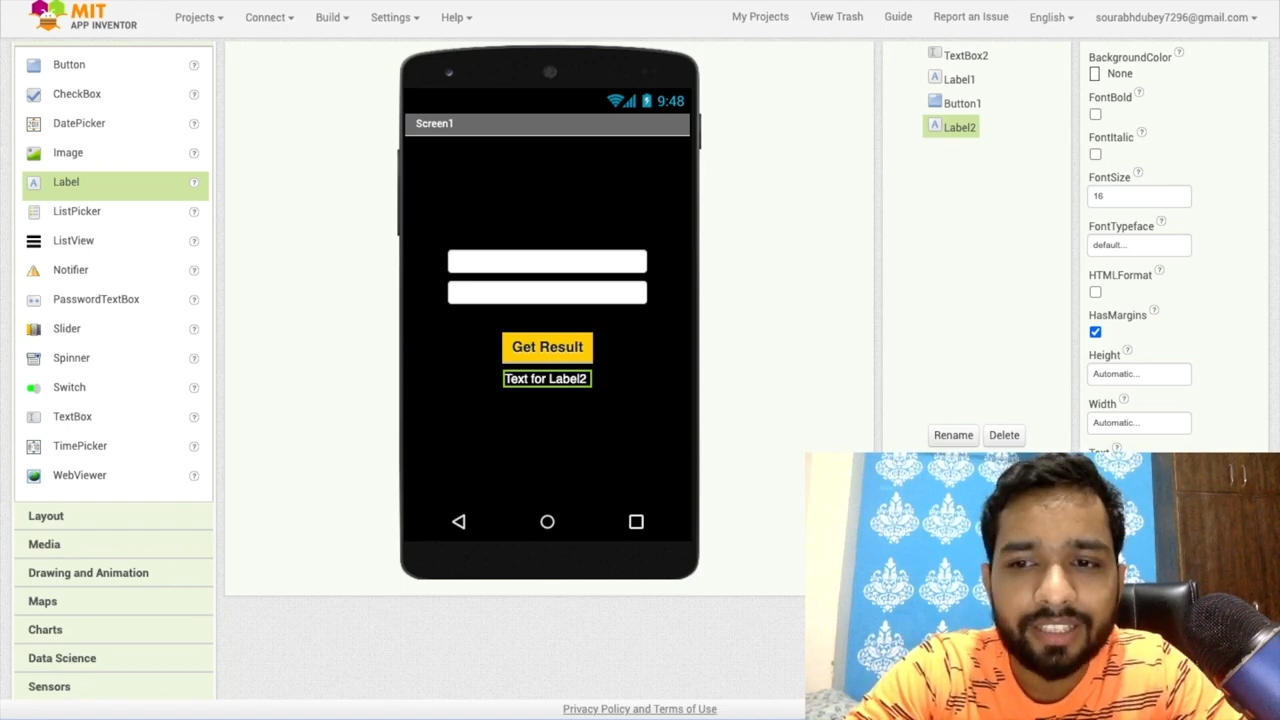 MIT
APP INVENTOR
Projects
Connect
Build
Settings
Help
My Projects
View Trash
Guide
Report an Issue
English
sourabhdubey7296@gmail.com
Button
CheckBox
DatePicker
Image
Label
ListPicker
ListView
Notifier
PasswordTextBox
Slider
Spinner
Switch
TextBox
TimePicker
WebViewer
Layout
Media
Drawing and Animation
Maps
Charts
Data Science
Sensors
9:48
Screen1
Get Result
Text for Label2
TextBox2
Label1
Button1
Label2
Rename
Delete
BackgroundColor
None
FontBold
FontItalic
FontSize
16
FontTypeface
default...
HTMLFormat
HasMargins
Height
Automatic...
Width
Automatic...
Privacy Policy and Terms of Use